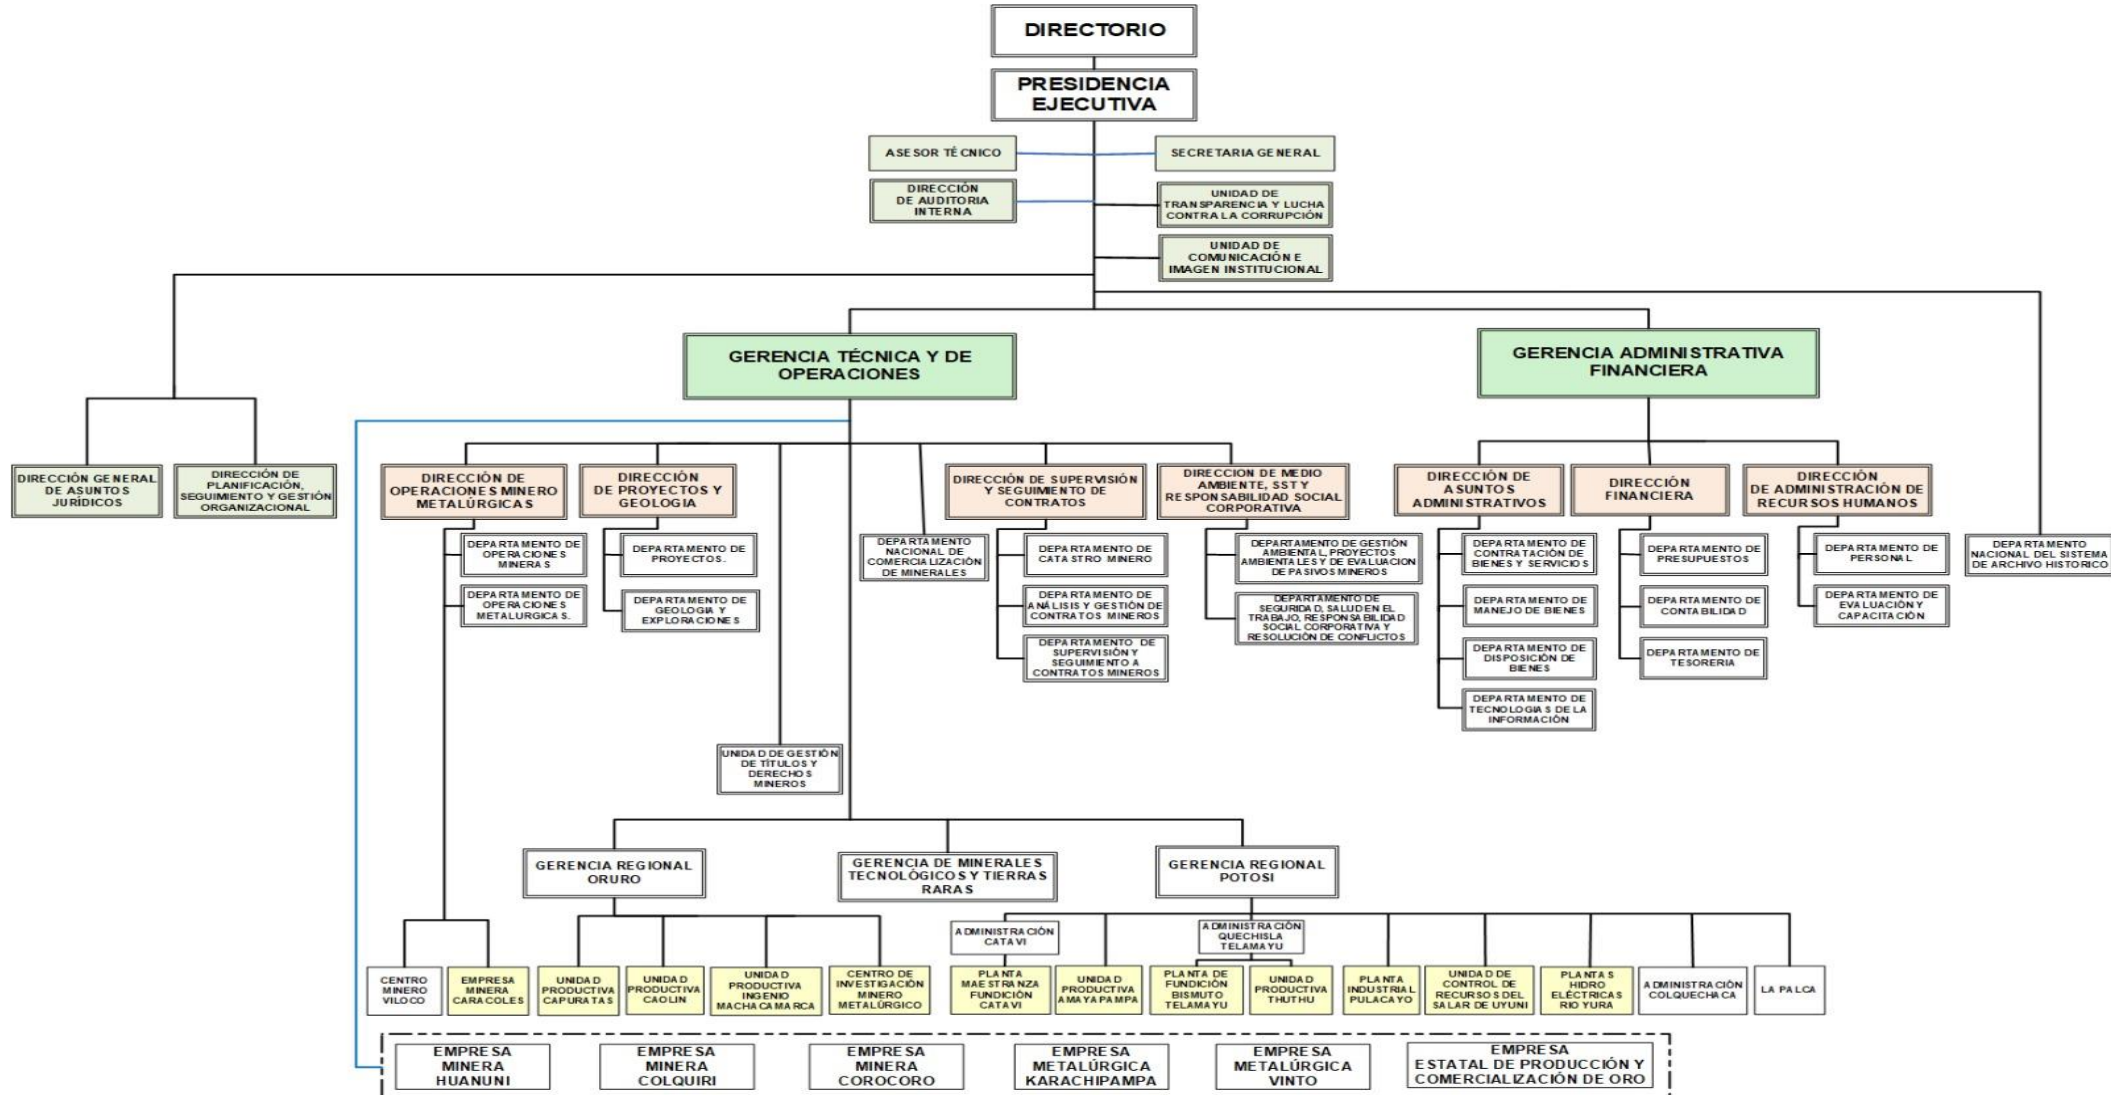 DIRECTORIO
PRESIDENCIA
EJECUTIVA
ASESOR TÉCNICO
SECRETARIA GENERAL
DIRECCIÓN
DE AUDITORIA
INTERNA
UNIDAD DE
TRANSPARENCIA Y LUCHA
CONTRA LA CORRUPCIÓN
UNIDAD DE
COMUNICACIÓN E
IMAGEN INSTITUCIONAL
GERENCIA TÉCNICA Y DE
OPERACIONES
GERENCIA ADMINISTRATIVA
FINANCIERA
DIRECCIÓN GENERAL
DE ASUNTOS
JURÍDICOS
DIRECCIÓN DE
PLANIFICACIÓN,
SEGUIMIENTO Y GESTIÓN
ORGANIZACIONAL
DIRECCIÓN DE
OPERACIONES MINERO
METALÚRGICAS
DIRECCIÓN
DE PROYECTOS Y
GEOLOGIA
DIRECCIÓN DE SUPERVISIÓN
Y SEGUIMIENTO DE
CONTRATOS
DIRECCION DE MEDIO
AMBIENTE, SST Y
RESPONSABILIDAD SOCIAL
CORPORATIVA
DIRECCIÓN DE
ASUNTOS
ADMINISTRATIVOS
DIRECCIÓN
FINANCIERA
DIRECCIÓN
DE ADMINISTRACIÓN DE
RECURSOS HUMANOS
DEPARTAMENTO DE
OPERACIONES
MINERAS
DEPARTAMENTO DE
OPERACIONES
METALURGICAS.
DEPARTAMENTO DE
PROYECTOS.
DEPARTAMENTO DE
GEOLOGIA Y
EXPLORACIONES
DEPARTAMENTO
NACIONAL DE
COMERCIALIZACIÓN
DE MINERALES
DEPARTAMENTO DE
CATASTRO MINERO
DEPARTAMENTO DE
ANÁLISIS Y GESTIÓN DE
CONTRATOS MINEROS
DEPARTAMENTO DE
SUPERVISIÓN Y
SEGUIMIENTO A
CONTRATOS MINEROS
DEPARTAMENTO DE GESTIÓN
AMBIENTAL, PROYECTOS
AMBIENTALES Y DE EVALUACION
DE PASIVOS MINEROS
DEPARTAMENTO DE
SEGURIDAD, SALUD EN EL
TRABAJO, RESPONSABILIDAD
SOCIAL CORPORATIVA Y
RESOLUCIÓN DE CONFLICTOS
DEPARTAMENTO DE
CONTRATACIÓN DE
BIENES Y SERVICIOS
DEPARTAMENTO DE
MANEJO DE BIENES
DEPARTAMENTO DE
DISPOSICIÓN DE
BIENES
DEPARTAMENTO DE
TECNOLOGIAS DE LA
INFORMACIÓN
DEPARTAMENTO DE
PRESUPUESTOS
DEPARTAMENTO DE
CONTABILIDAD
DEPARTAMENTO DE
TESORERIA
DEPARTAMENTO DE
PERSONAL
DEPARTAMENTO DE
EVALUACIÓN Y
CAPACITACIÓN
DEPARTAMENTO
NACIONAL DEL SISTEMA
DE ARCHIVO HISTORICO
UNIDAD DE GESTIÓN
DE TÍTULOS Y
DERECHOS
MINEROS
GERENCIA REGIONAL
ORURO
GERENCIA DE MINERALES
TECNOLÓGICOS Y TIERRAS
RARAS
GERENCIA REGIONAL
POTOSI
ADMINISTRACIÓN
CATAVI
ADMINISTRACIÓN
QUECHISLA
TELAMAYU
CENTRO
MINERO
VILOCO
EMPRESA
MINERA
CARACOLES
UNIDAD
PRODUCTIVA
CAPURATAS
UNIDAD
PRODUCTIVA
CAOLIN
UNIDAD
PRODUCTIVA
INGENIO
MACHACAMARCA
CENTRO DE
INVESTIGACIÓN
MINERO
METALÚRGICO
PLANTA
MAESTRANZA
FUNDICIÓN
CATAVI
UNIDAD
PRODUCTIVA
AMAYAPAMPA
PLANTA DE
FUNDICIÓN
BISMUTO
TELAMAYU
UNIDAD
PRODUCTIVA
THUTHU
PLANTA
INDUSTRIAL
PULACAYO
UNIDAD DE
CONTROL DE
RECURSOS DEL
SALAR DE UYUNI
PLANTAS
HIDRO
ELÉCTRICAS
RIO YURA
ADMINISTRACIÓN
COLQUECHACA
LA PALCA
EMPRESA
MINERA
HUANUNI
EMPRESA
MINERA
COLQUIRI
EMPRESA
MINERA
COROCORO
EMPRESA
METALÚRGICA
KARACHIPAMPA
EMPRESA
METALÚRGICA
VINTO
EMPRESA
ESTATAL DE PRODUCCIÓN Y
COMERCIALIZACIÓN DE ORO